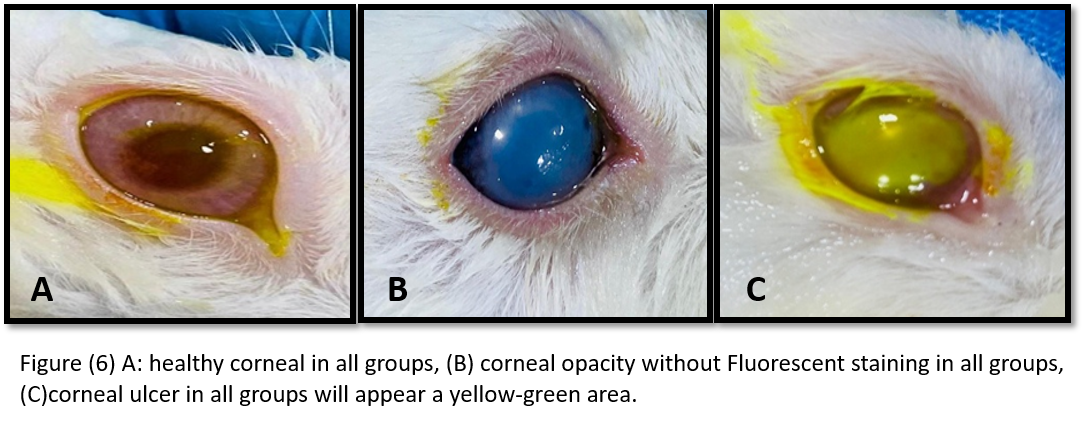 A
B
C
Figure (6) A: healthy corneal in all groups, (B) corneal opacity without Fluorescent staining in all groups,
(C)corneal ulcer in all groups will appear a yellow-green area.